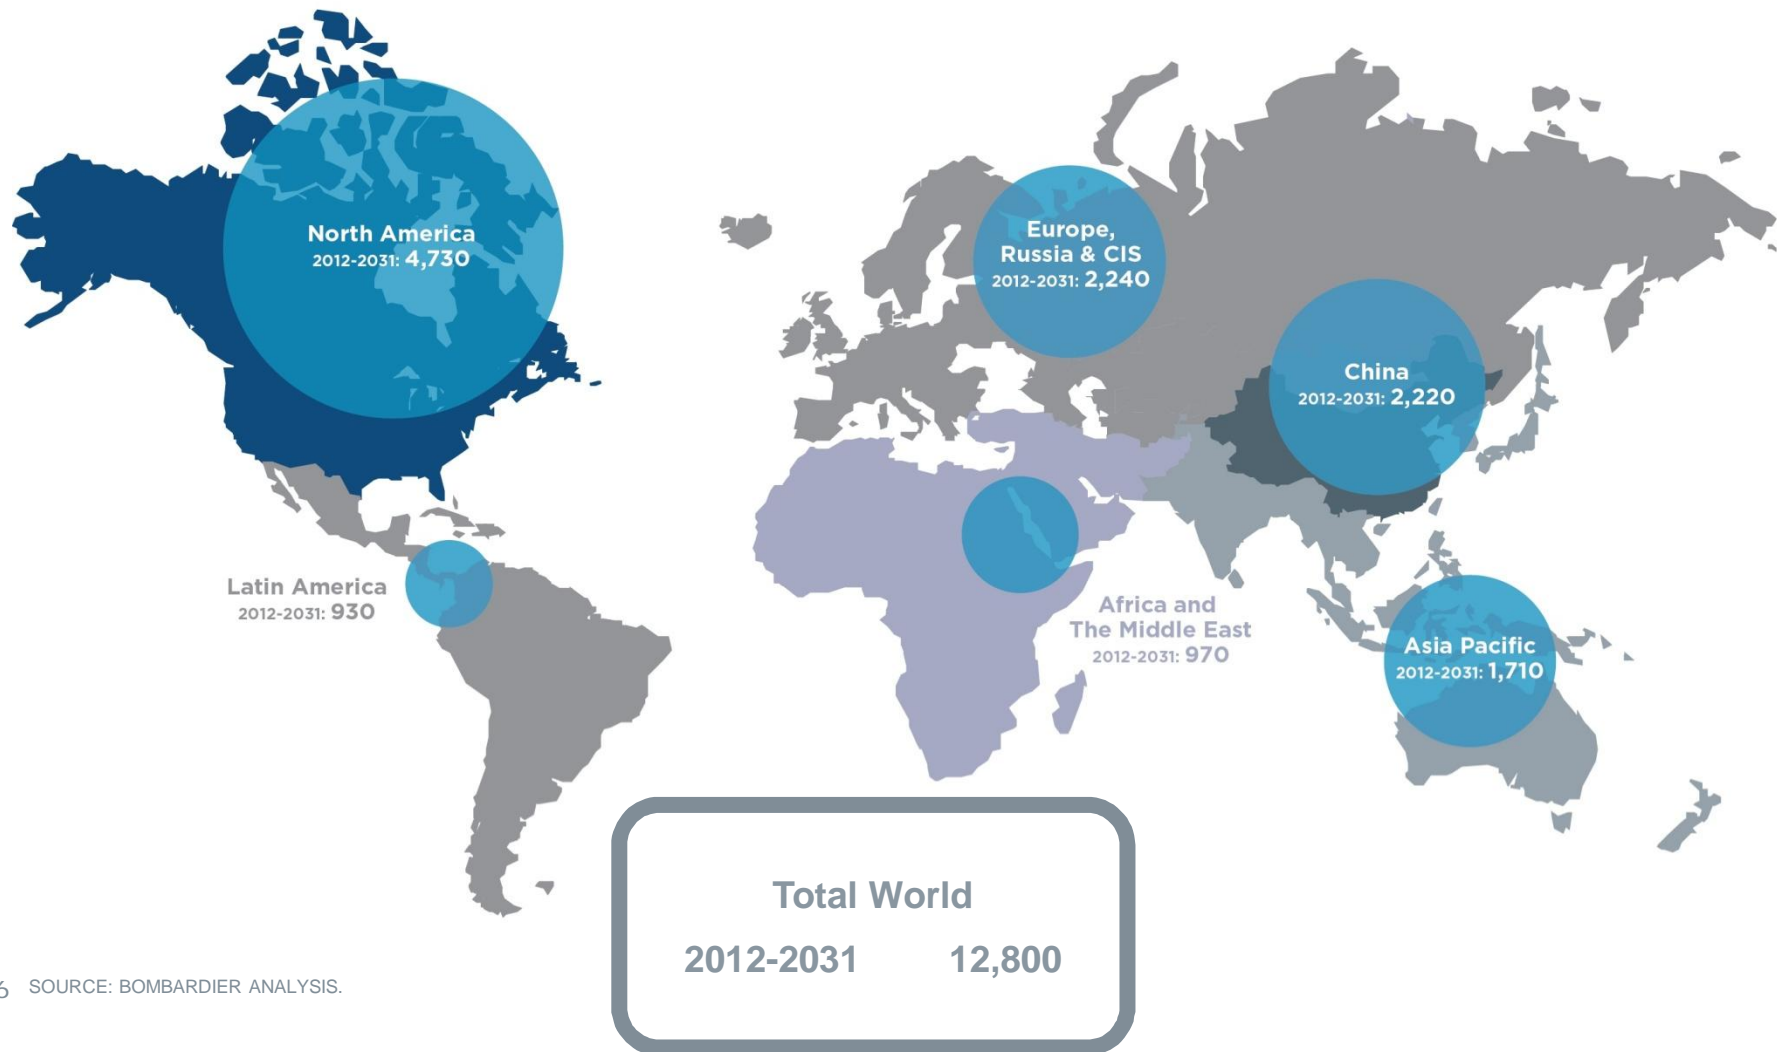 North America
2012-2031: 4,730
Europe,
Russia & CIS
2012-2031: 2,240
China
2012-2031: 2,220
Latin America
2012-2031: 930
Africa and
The Middle East
2012-2031: 970
Asia Pacific
2012-2031: 1,710
Total World
2012-2031 12,800
6 SOURCE: BOMBARDIER ANALYSIS.